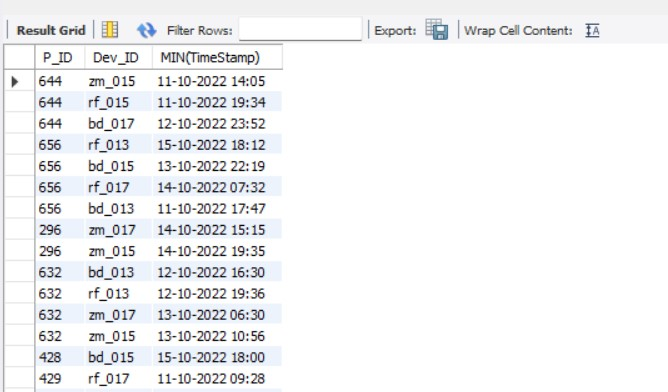 Result Grid Filter Rows: Export: Wrap Cell Content:
P_ID Dev_ID MIN(TimeStamp)
644 zm_015 11-10-2022 14:05
644 rf_015 11-10-2022 19:34
644 bd_017 12-10-2022 23:52
656 rf_013 15-10-2022 18:12
656 bd_015 13-10-2022 22:19
656 rf_017 14-10-2022 07:32
656 bd_013 11-10-2022 17:47
296 zm_017 14-10-2022 15:15
296 zm_015 14-10-2022 19:35
632 bd_013 12-10-2022 16:30
632 rf_013 12-10-2022 19:36
632 zm_017 13-10-2022 06:30
632 zm_015 13-10-2022 10:56
428 bd_015 15-10-2022 18:00
429 rf_017 11-10-2022 09:28